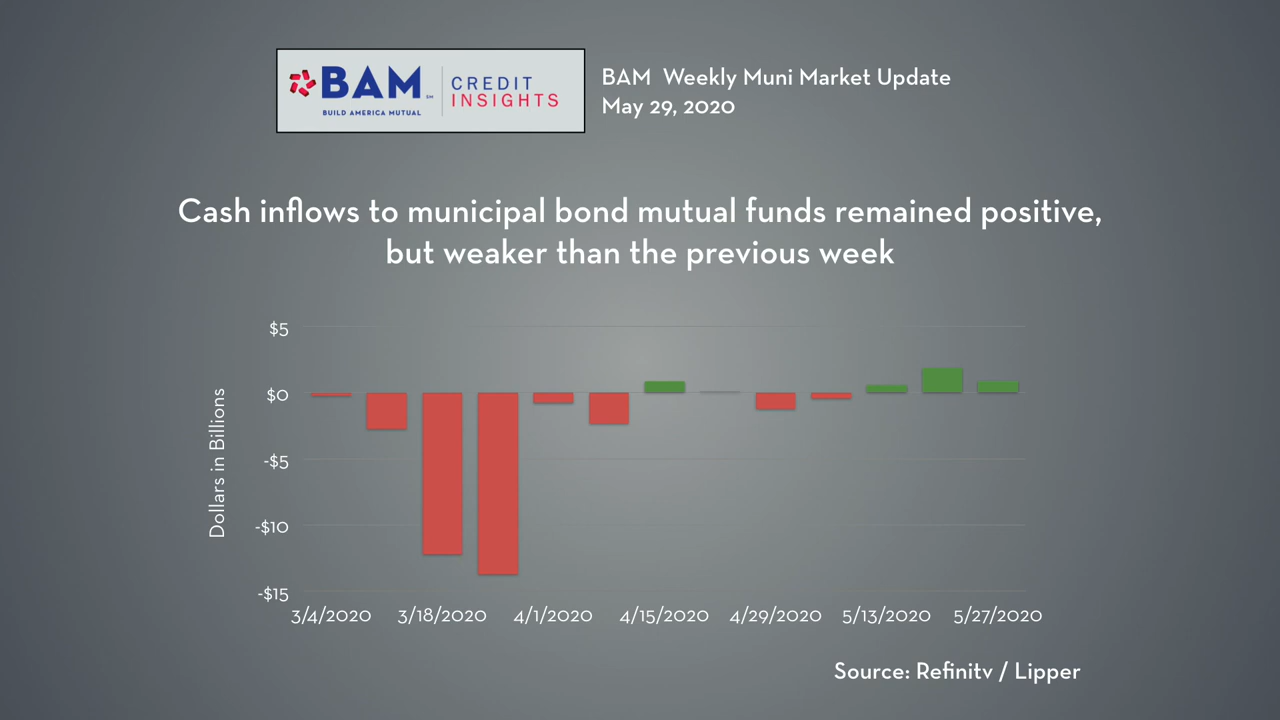 BAM SM
BUILD AMERICA MUTUAL
CREDIT
INSIGHTS
BAM Weekly Muni Market Update
May 29, 2020
Cash inflows to municipal bond mutual funds remained positive,
but weaker than the previous week
Dollars in Billions
$5
$0
-$5
-$10
-$15
3/4/2020 3/18/2020 4/1/2020 4/15/2020 4/29/2020 5/13/2020 5/27/2020
Source: Refinitv / Lipper